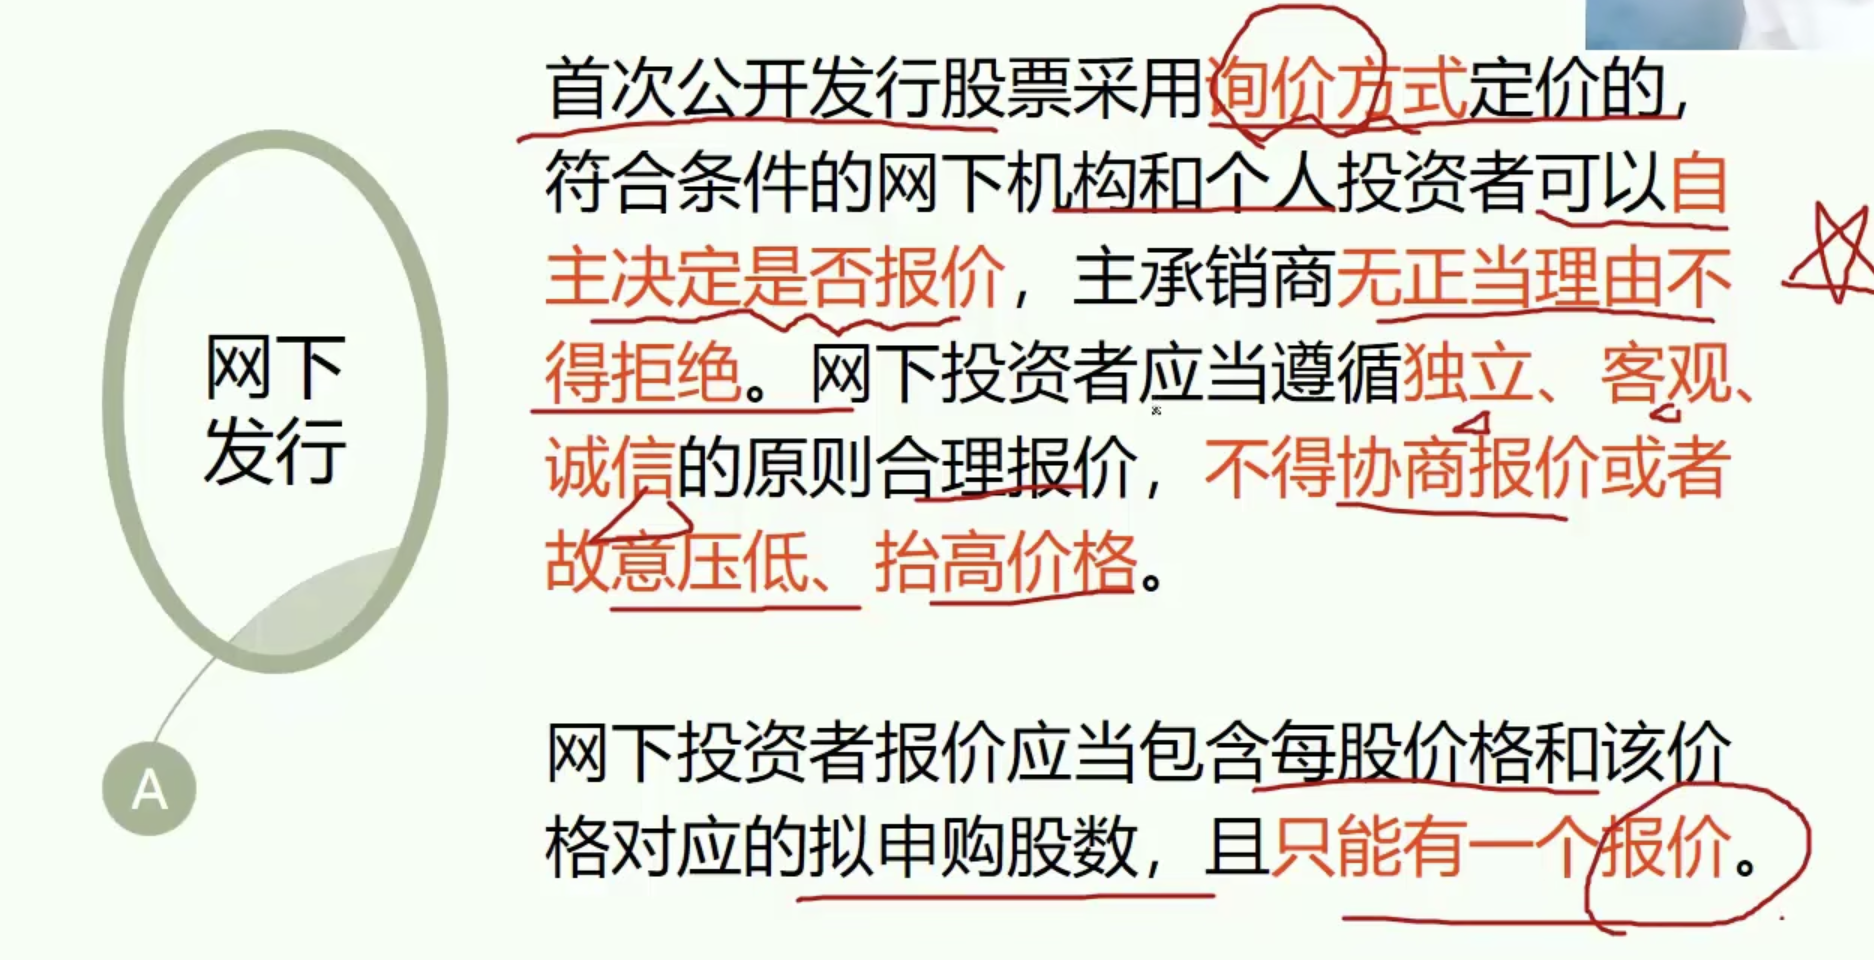 网下
发行
A
首次公开发行股票采用询价方式定价的，
符合条件的网下机构和个人投资者可以自
主决定是否报价，主承销商无正当理由不
得拒绝。网下投资者应当遵循独立、客观、
诚信的原则合理报价，不得协商报价或者
故意压低、抬高价格。
网下投资者报价应当包含每股价格和该价
格对应的拟申购股数，且只能有一个报价。